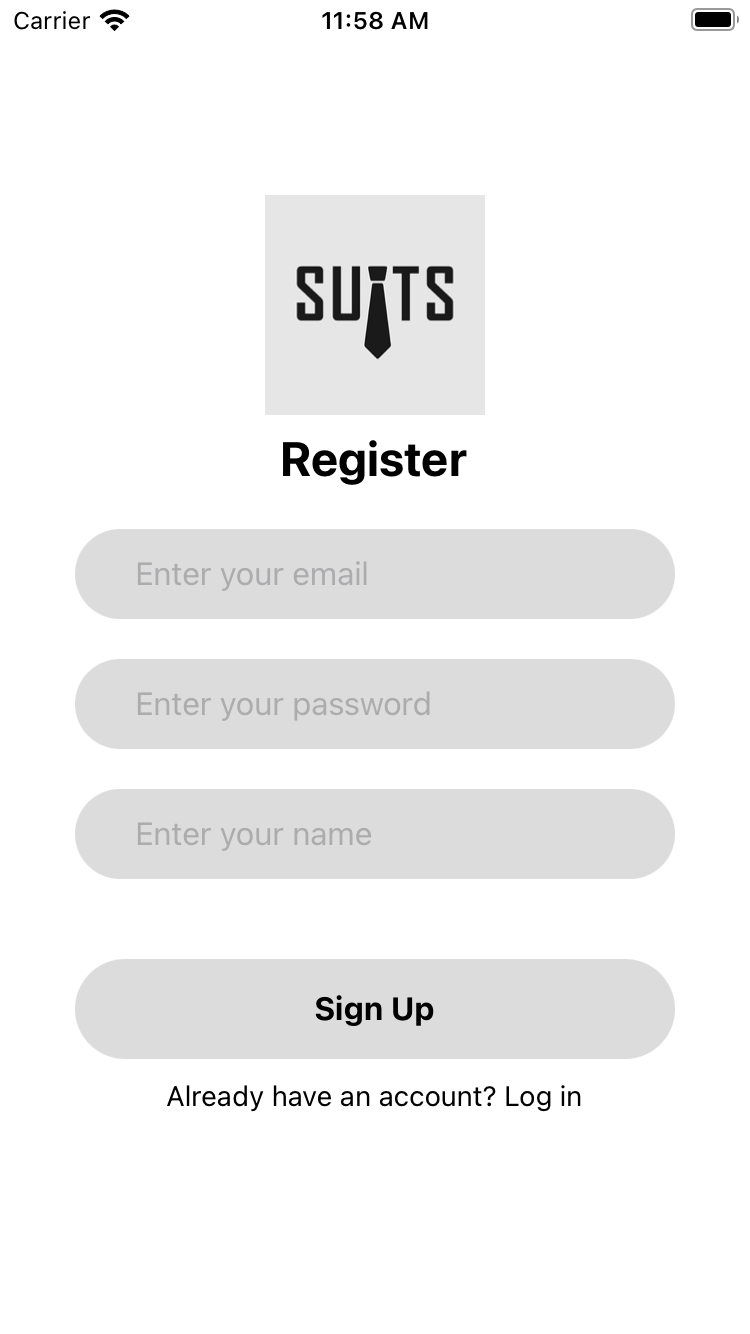 Carrier 11:58 AM
SUITS
Register
Enter your email
Enter your password
Enter your name
Sign Up
Already have an account? Log in